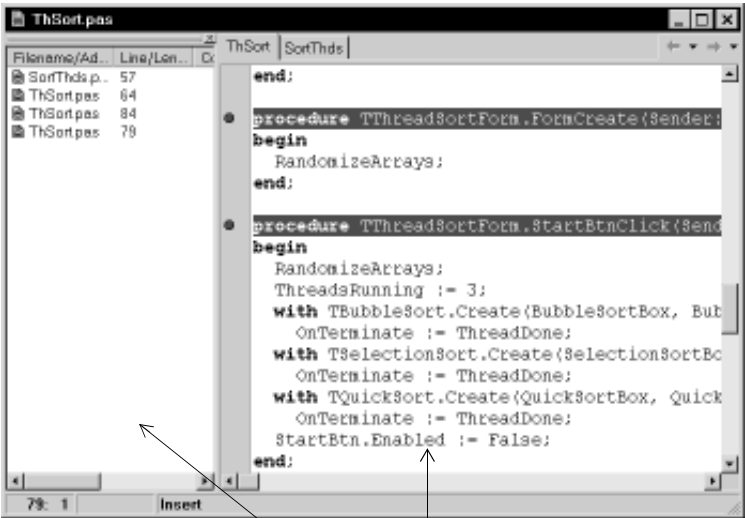 ThSort.pas
Filename/Ad... Line/Len...
SortThds.p... 57
ThSort.pas 64
ThSort.pas 84
ThSort.pas 79
ThSort SortThds
end;
procedure TThreadSortForm.FormCreate(Sender:
begin
RandomizeArrays;
end;
procedure TThreadSortForm.StartBtnClick(Send
begin
RandomizeArrays;
ThreadsRunning := 3;
with TBubbleSort.Create(BubbleSortBox, Bub
OnTerminate := ThreadDone;
with TSelectionSort.Create(SelectionSortBo
OnTerminate := ThreadDone;
with TQuickSort.Create(QuickSortBox, Quick
OnTerminate := ThreadDone;
StartBtn.Enabled := False;
end;
79: 1 Insert